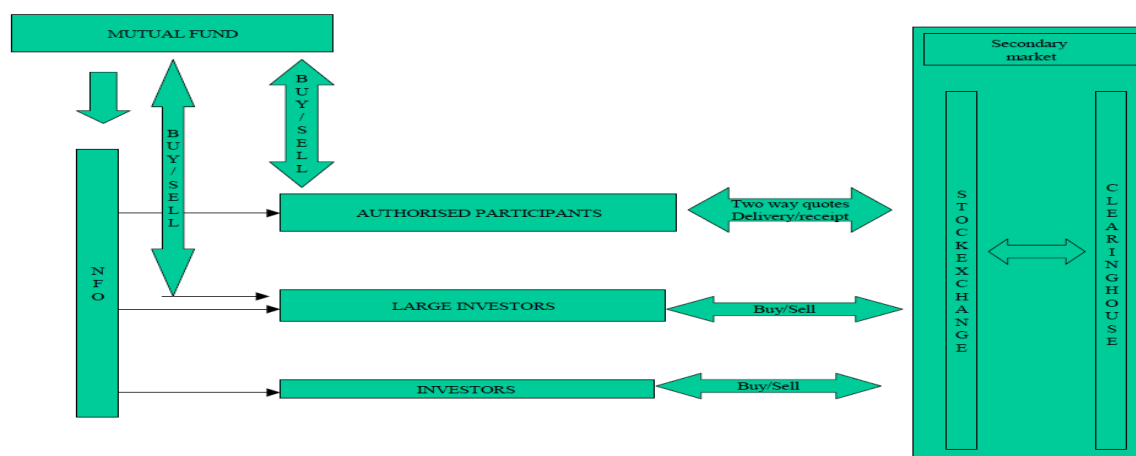 MUTUAL FUND
Secondary
market
BUY/SELL
BUY/SELL
NFO
AUTHORISED PARTICIPANTS
Two way quotes
Delivery/receipt
LARGE INVESTORS
Buy/Sell
INVESTORS
Buy/Sell
STOCKEXCHANGE
CLEARINGHOUSE